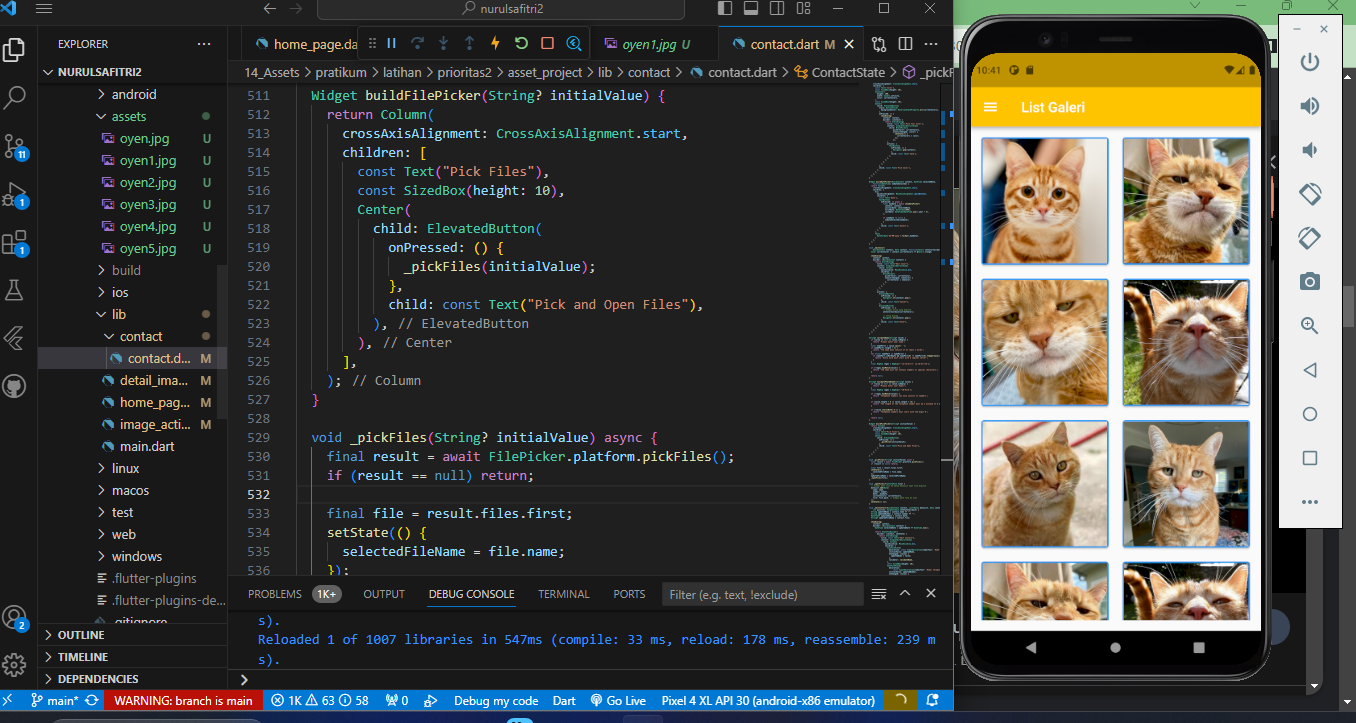 nurulsafitri2
EXPLORER
NURULSAFITRI2
android
assets
oyen.jpg U
oyen1.jpg U
oyen2.jpg U
oyen3.jpg U
oyen4.jpg U
oyen5.jpg U
build
ios
lib
contact
contact.d... M
detail_ima... M
home_pag... M
image_acti... M
main.dart
linux
macos
test
web
windows
.flutter-plugins
.flutter-plugins-de...
.gitignore
OUTLINE
TIMELINE
DEPENDENCIES
11
1
1
2
home_page.da
oyen1.jpg U
contact.dart M
14_Assets > pratikum > latihan > prioritas2 > asset_project > lib > contact > contact.dart > ContactState > _pickF
511 Widget buildFilePicker(String? initialValue) {
512 return Column(
513 crossAxisAlignment: CrossAxisAlignment.start,
514 children: [
515 const Text("Pick Files"),
516 const SizedBox(height: 10),
517 Center(
518 child: ElevatedButton(
519 onPressed: () {
520 _pickFiles(initialValue);
521 },
522 child: const Text("Pick and Open Files"),
523 ), // ElevatedButton
524 ), // Center
525 ],
526 ); // Column
527 }
528
529 void _pickFiles(String? initialValue) async {
530 final result = await FilePicker.platform.pickFiles();
531 if (result == null) return;
532
533 final file = result.files.first;
534 setState(() {
535 selectedFileName = file.name;
536 });
PROBLEMS 1K+ OUTPUT DEBUG CONSOLE TERMINAL PORTS Filter (e.g. text, !exclude)
s).
Reloaded 1 of 1007 libraries in 547ms (compile: 33 ms, reload: 178 ms, reassemble: 239 m
s).
main* WARNING: branch is main 1K 63 58 0 Debug my code Dart Go Live Pixel 4 XL API 30 (android-x86 emulator)
10:41
List Galeri